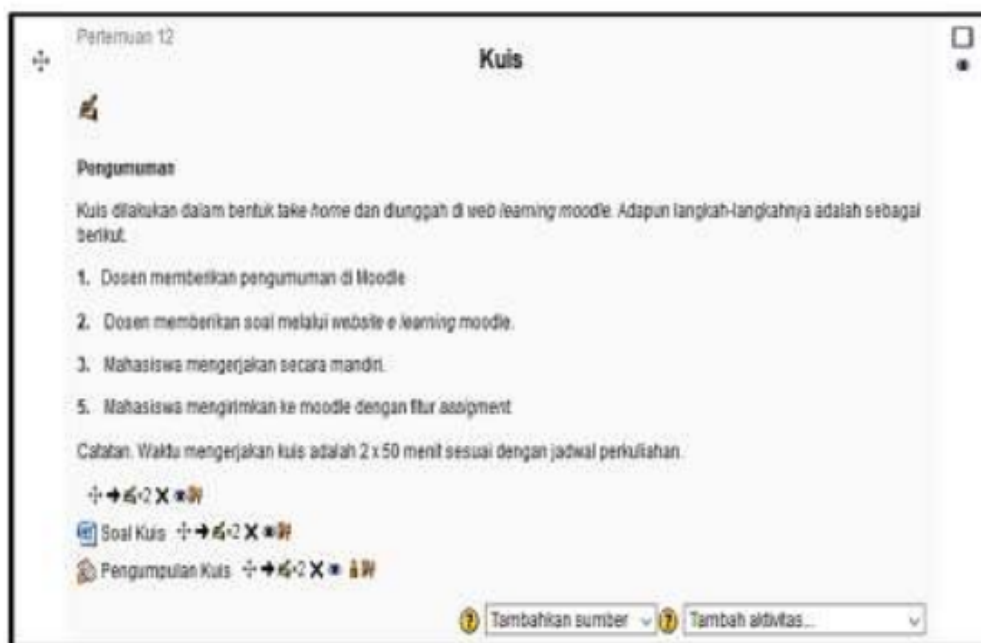 Pertemuan 12
Kuis
Pengumuman
Kuis dilakukan dalam bentuk take home dan diunggah di web learning moodle. Adapun langkah-langkahnya adalah sebagai
berikut.
1. Dosen memberikan pengumuman di Moodle
2. Dosen memberikan soal melalui website e learning moodle.
3. Mahasiswa mengerjakan secara mandiri.
5. Mahasiswa mengirimkan ke moodle dengan fitur assigment
Catatan. Waktu mengerjakan kuis adalah 2 x 50 menit sesuai dengan jadwal perkuliahan.
2
Soal Kuis 2
Pengumpulan Kuis 2
Tambahkan sumber Tambah aktivitas...